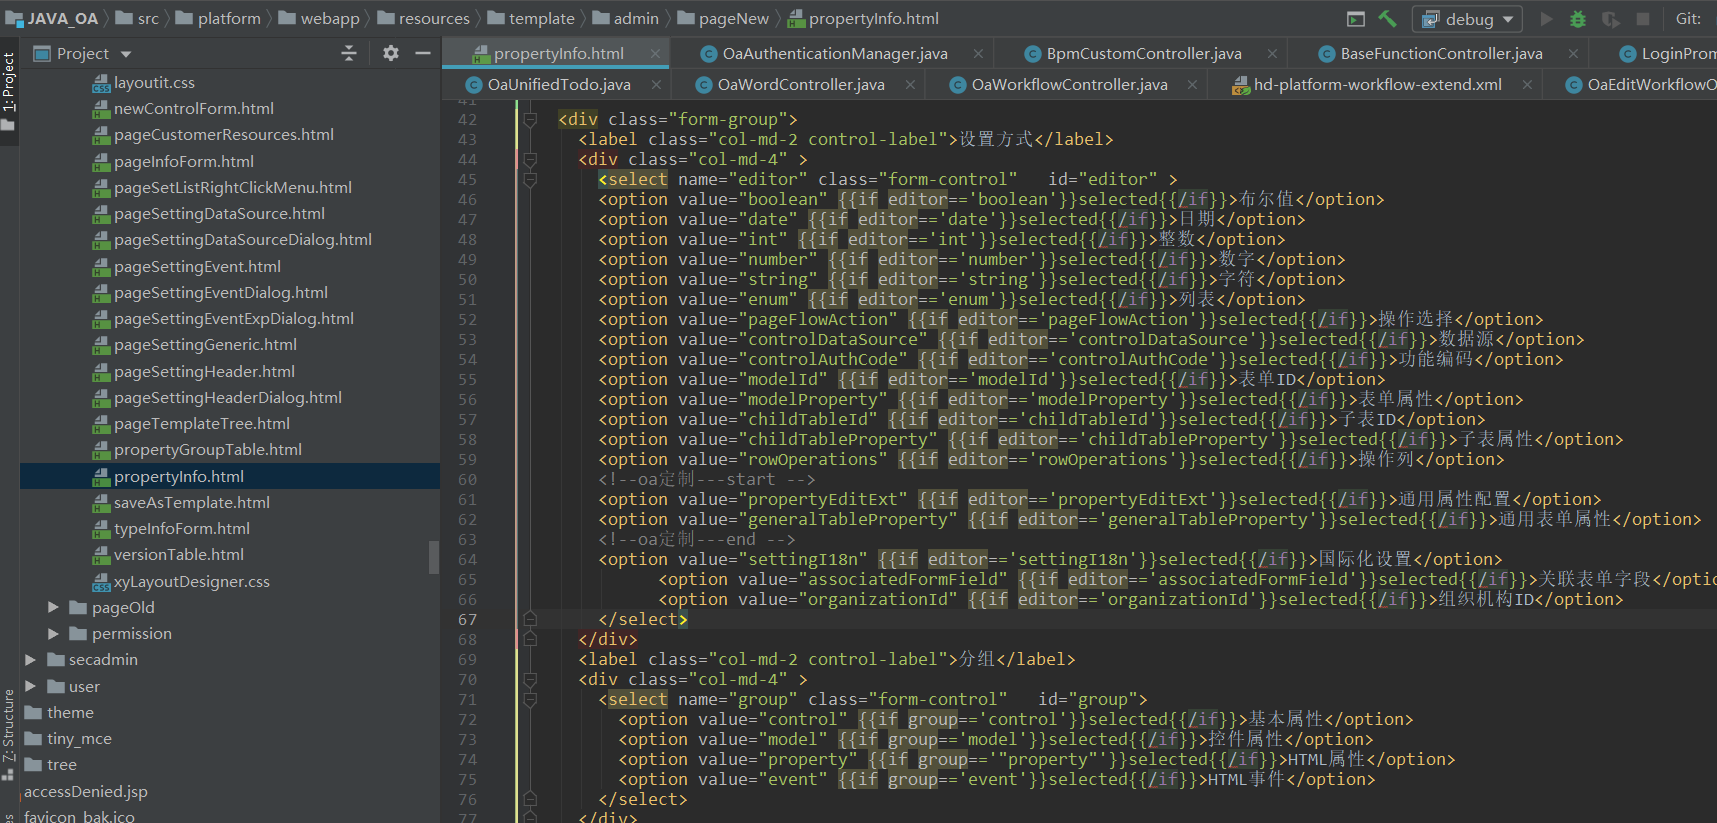 JAVA_OA src platform webapp resources template admin pageNew propertyInfo.html debug Git:
Project propertyInfo.html OaAuthenticationManager.java BpmCustomController.java BaseFunctionController.java LoginProm
OaUnifiedTodo.java OaWordController.java OaWorkflowController.java hd-platform-workflow-extend.xml OaEditWorkflowO
1: Project
Z: Structure
layoutit.css
newControlForm.html
pageCustomerResources.html
pageInfoForm.html
pageSetListRightClickMenu.html
pageSettingDataSource.html
pageSettingDataSourceDialog.html
pageSettingEvent.html
pageSettingEventDialog.html
pageSettingEventExpDialog.html
pageSettingGeneric.html
pageSettingHeader.html
pageSettingHeaderDialog.html
pageTemplateTree.html
propertyGroupTable.html
propertyInfo.html
saveAsTemplate.html
typeInfoForm.html
versionTable.html
xyLayoutDesigner.css
pageOld
permission
secadmin
user
theme
tiny_mce
tree
accessDenied.jsp
favicon_bak.ico
41
42 <div class="form-group">
43 <label class="col-md-2 control-label">设置方式</label>
44 <div class="col-md-4" >
45 <select name="editor" class="form-control" id="editor" >
46 <option value="boolean" {{if editor=='boolean'}}selected{{/if}}>布尔值</option>
47 <option value="date" {{if editor=='date'}}selected{{/if}}>日期</option>
48 <option value="int" {{if editor=='int'}}selected{{/if}}>整数</option>
49 <option value="number" {{if editor=='number'}}selected{{/if}}>数字</option>
50 <option value="string" {{if editor=='string'}}selected{{/if}}>字符</option>
51 <option value="enum" {{if editor=='enum'}}selected{{/if}}>列表</option>
52 <option value="pageFlowAction" {{if editor=='pageFlowAction'}}selected{{/if}}>操作选择</option>
53 <option value="controlDataSource" {{if editor=='controlDataSource'}}selected{{/if}}>数据源</option>
54 <option value="controlAuthCode" {{if editor=='controlAuthCode'}}selected{{/if}}>功能编码</option>
55 <option value="modelId" {{if editor=='modelId'}}selected{{/if}}>表单ID</option>
56 <option value="modelProperty" {{if editor=='modelProperty'}}selected{{/if}}>表单属性</option>
57 <option value="childTableId" {{if editor=='childTableId'}}selected{{/if}}>子表ID</option>
58 <option value="childTableProperty" {{if editor=='childTableProperty'}}selected{{/if}}>子表属性</option>
59 <option value="rowOperations" {{if editor=='rowOperations'}}selected{{/if}}>操作列</option>
60 <!--oa定制---start -->
61 <option value="propertyEditExt" {{if editor=='propertyEditExt'}}selected{{/if}}>通用属性配置</option>
62 <option value="generalTableProperty" {{if editor=='generalTableProperty'}}selected{{/if}}>通用表单属性</option>
63 <!--oa定制---end -->
64 <option value="settingI18n" {{if editor=='settingI18n'}}selected{{/if}}>国际化设置</option>
65 <option value="associatedFormField" {{if editor=='associatedFormField'}}selected{{/if}}>关联表单字段</optio
66 <option value="organizationId" {{if editor=='organizationId'}}selected{{/if}}>组织机构ID</option>
67 </select>
68 </div>
69 <label class="col-md-2 control-label">分组</label>
70 <div class="col-md-4" >
71 <select name="group" class="form-control" id="group">
72 <option value="control" {{if group=='control'}}selected{{/if}}>基本属性</option>
73 <option value="model" {{if group=='model'}}selected{{/if}}>控件属性</option>
74 <option value="property" {{if group=='"property"'}}selected{{/if}}>HTML属性</option>
75 <option value="event" {{if group=='event'}}selected{{/if}}>HTML事件</option>
76 </select>
77 </div>